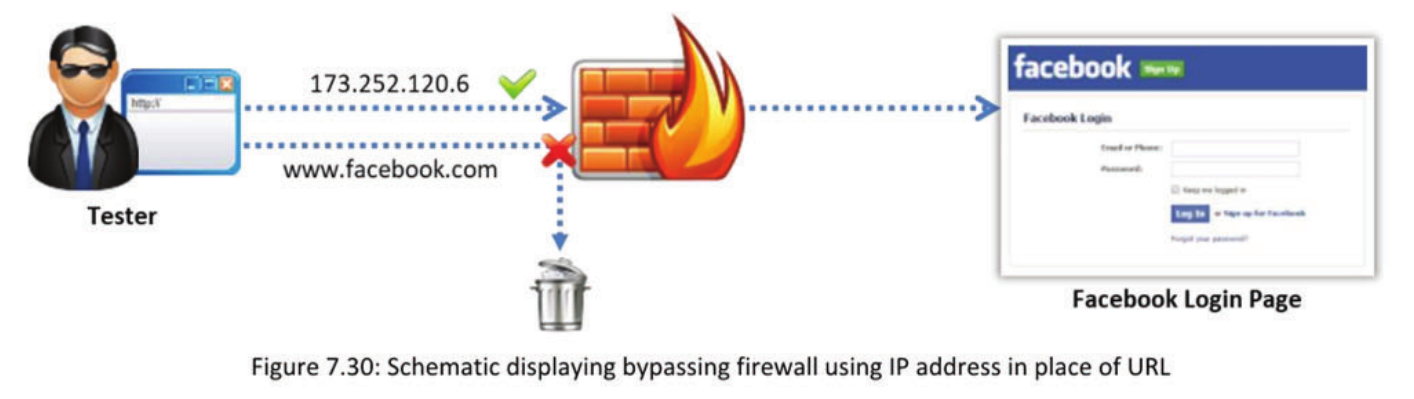 173.252.120.6
http://
www.facebook.com
Tester
facebook Sign Up
Facebook Login
Email or Phone:
Password:
Keep me logged in
Log In or Sign up for Facebook
Forgot your password?
Facebook Login Page
Figure 7.30: Schematic displaying bypassing firewall using IP address in place of URL